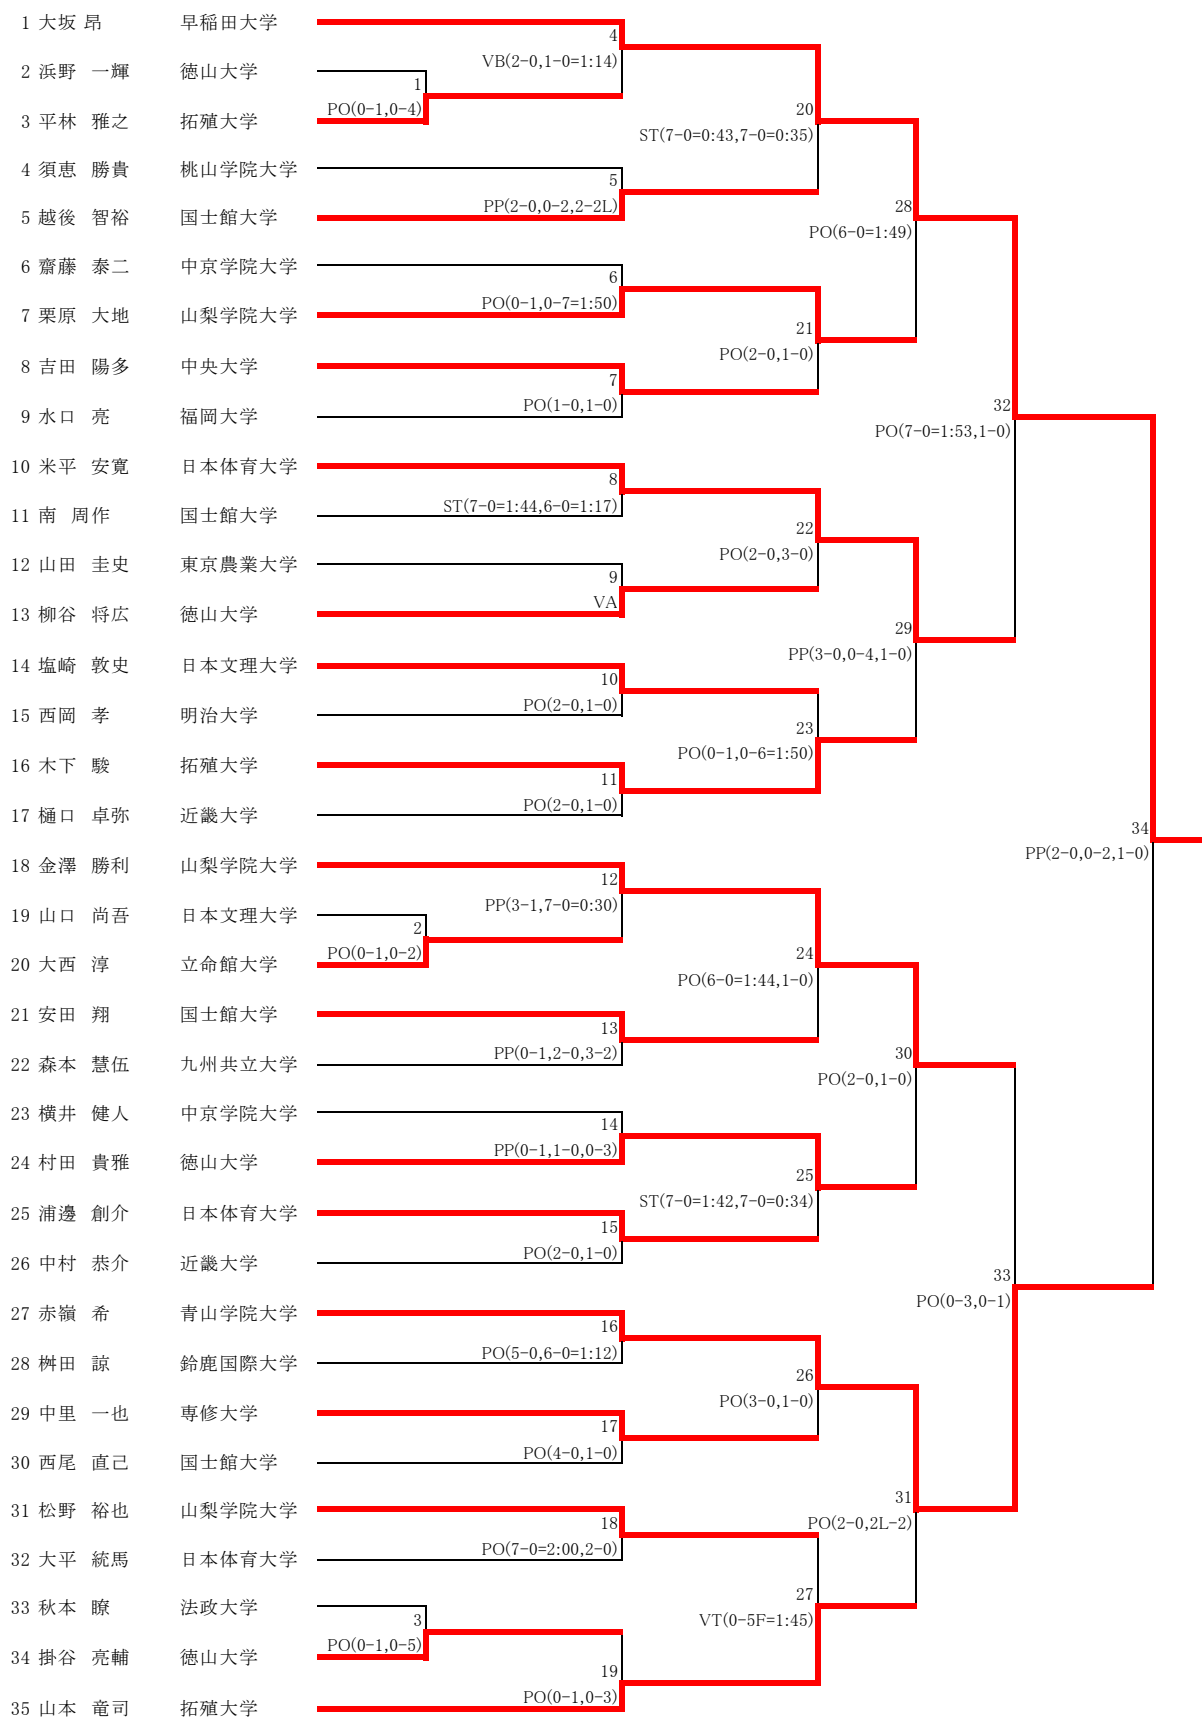 1 大坂 昂 早稲田大学
4
VB(2-0,1-0=1:14)
2 浜野 一輝 徳山大学
1
PO(0-1,0-4)
3 平林 雅之 拓殖大学
20
ST(7-0=0:43,7-0=0:35)
4 須恵 勝貴 桃山学院大学
5
PP(2-0,0-2,2-2L)
5 越後 智裕 国士館大学
28
PO(6-0=1:49)
6 齋藤 泰二 中京学院大学
6
PO(0-1,0-7=1:50)
7 栗原 大地 山梨学院大学
21
PO(2-0,1-0)
8 吉田 陽多 中央大学
7
PO(1-0,1-0)
9 水口 亮 福岡大学
32
PO(7-0=1:53,1-0)
10 米平 安寛 日本体育大学
8
ST(7-0=1:44,6-0=1:17)
11 南 周作 国士館大学
22
PO(2-0,3-0)
12 山田 圭史 東京農業大学
9
VA
13 柳谷 将広 徳山大学
29
PP(3-0,0-4,1-0)
14 塩崎 敦史 日本文理大学
10
PO(2-0,1-0)
15 西岡 孝 明治大学
23
PO(0-1,0-6=1:50)
16 木下 駿 拓殖大学
11
PO(2-0,1-0)
17 樋口 卓弥 近畿大学
34
PP(2-0,0-2,1-0)
18 金澤 勝利 山梨学院大学
12
PP(3-1,7-0=0:30)
19 山口 尚吾 日本文理大学
2
PO(0-1,0-2)
20 大西 淳 立命館大学
24
PO(6-0=1:44,1-0)
21 安田 翔 国士館大学
13
PP(0-1,2-0,3-2)
22 森本 慧伍 九州共立大学
30
PO(2-0,1-0)
23 横井 健人 中京学院大学
14
PP(0-1,1-0,0-3)
24 村田 貴雅 徳山大学
25
ST(7-0=1:42,7-0=0:34)
25 浦邊 創介 日本体育大学
15
PO(2-0,1-0)
26 中村 恭介 近畿大学
33
PO(0-3,0-1)
27 赤嶺 希 青山学院大学
16
PO(5-0,6-0=1:12)
28 桝田 諒 鈴鹿国際大学
26
PO(3-0,1-0)
29 中里 一也 専修大学
17
PO(4-0,1-0)
30 西尾 直己 国士館大学
31
PO(2-0,2L-2)
31 松野 裕也 山梨学院大学
18
PO(7-0=2:00,2-0)
32 大平 統馬 日本体育大学
27
VT(0-5F=1:45)
33 秋本 瞭 法政大学
3
PO(0-1,0-5)
34 掛谷 亮輔 徳山大学
19
PO(0-1,0-3)
35 山本 竜司 拓殖大学